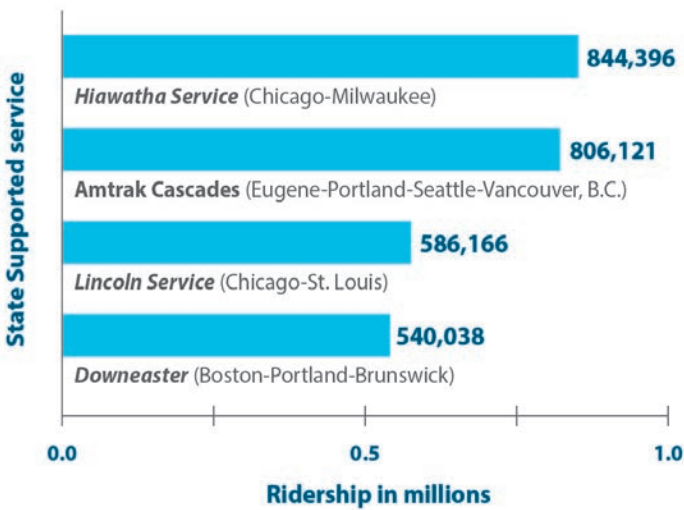 State Supported service
844,396
Hiawatha Service (Chicago-Milwaukee)
806,121
Amtrak Cascades (Eugene-Portland-Seattle-Vancouver, B.C.)
586,166
Lincoln Service (Chicago-St. Louis)
540,038
Downeaster (Boston-Portland-Brunswick)
0.0 0.5 1.0
Ridership in millions